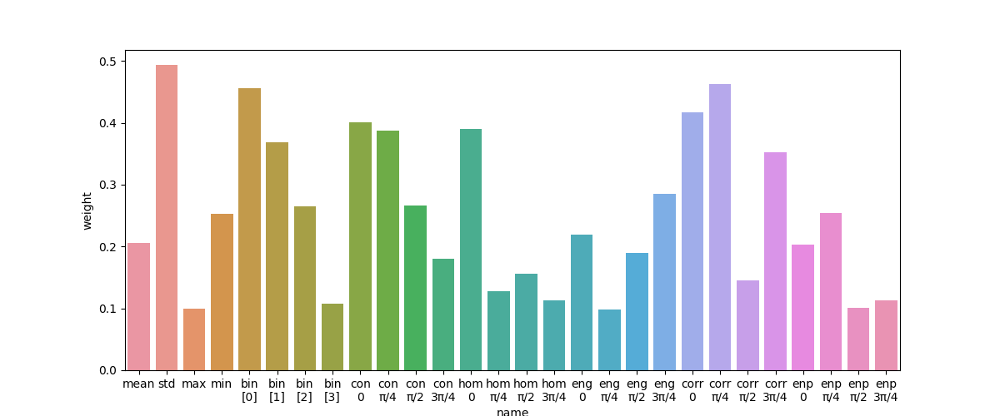 0.5
0.4
0.3
0.2
0.1
0.0
weight
mean std max min bin bin bin bin con con con con hom hom hom hom eng eng eng eng corr corr corr corr enp enp enp enp
[0] [1] [2] [3] 0 π/4 π/2 3π/4 0 π/4 π/2 3π/4 0 π/4 π/2 3π/4 0 π/4 π/2 3π/4 0 π/4 π/2 3π/4
name